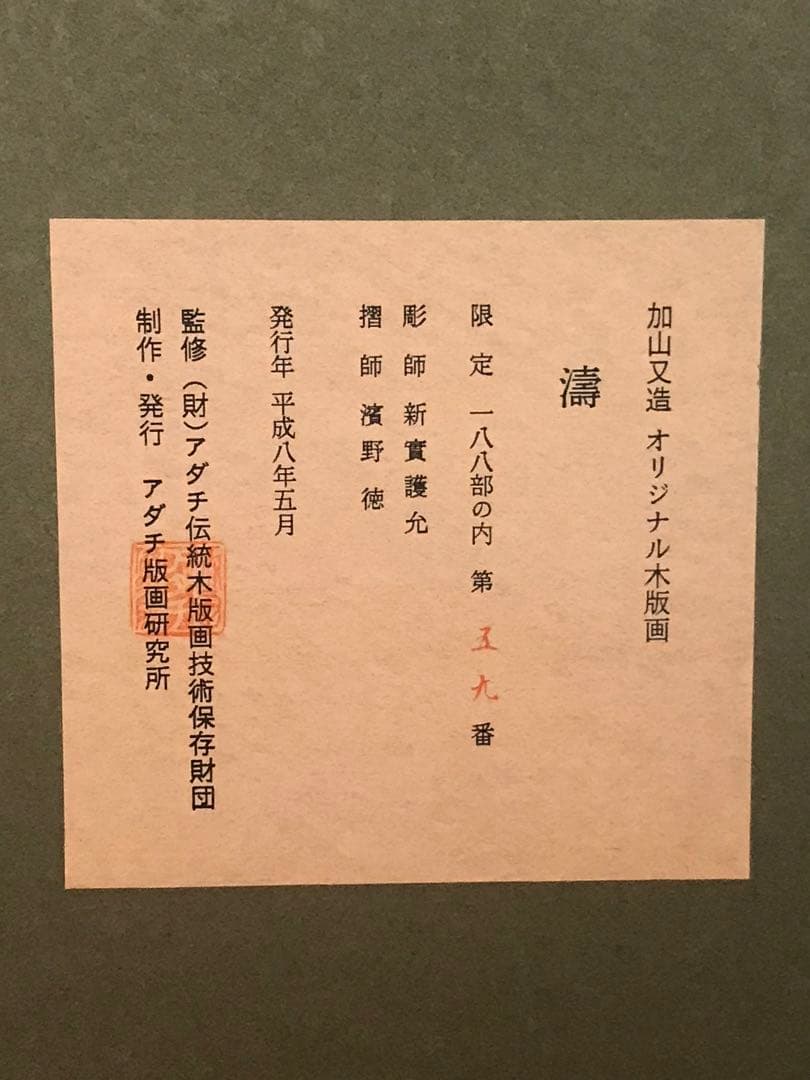 加山又造 オリジナル木版画
濤
限定 一八八部の内 第 五九 番
彫師 新實護允
摺師 濱野 徳
発行年 平成八年五月
監修（財）アダチ伝統木版画技術保存財団
制作・発行 アダチ版画研究所